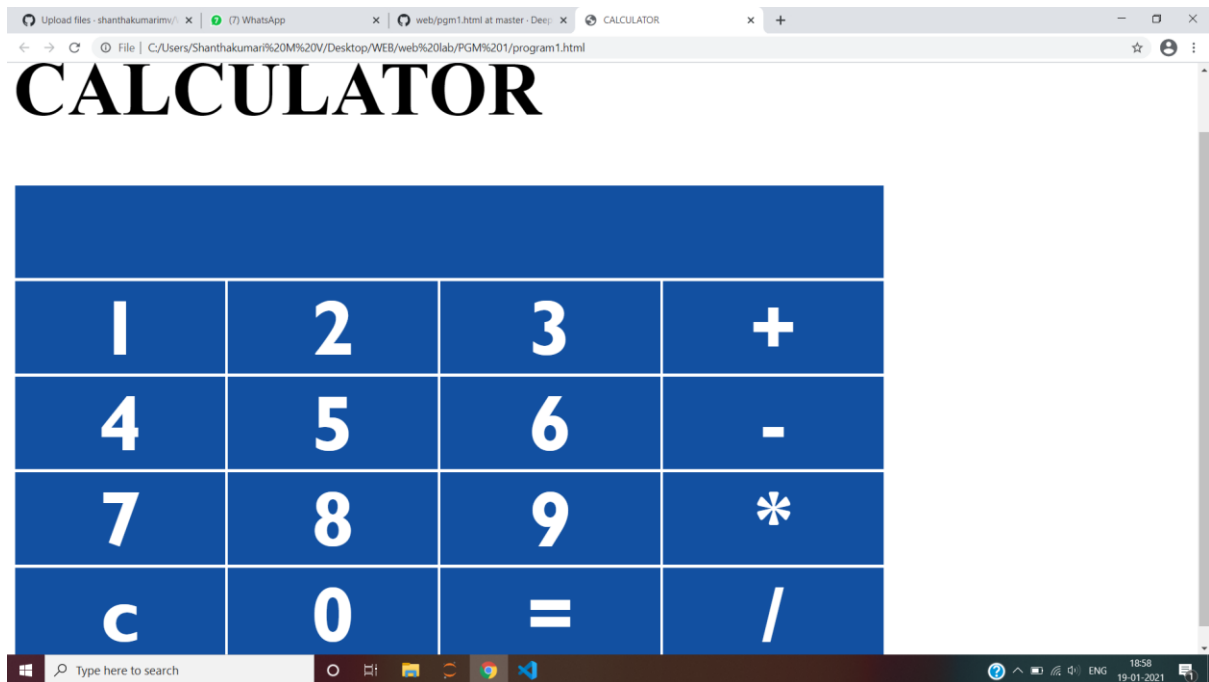 Upload files - shanthakumarimv/
(7) WhatsApp
web/pgm1.html at master · Deep
CALCULATOR
File | C:/Users/Shanthakumari%20M%20V/Desktop/WEB/web%20lab/PGM%201/program1.html
CALCULATOR
1 2 3 +
4 5 6 -
7 8 9 *
c 0 = /
Type here to search
ENG
18:58
19-01-2021